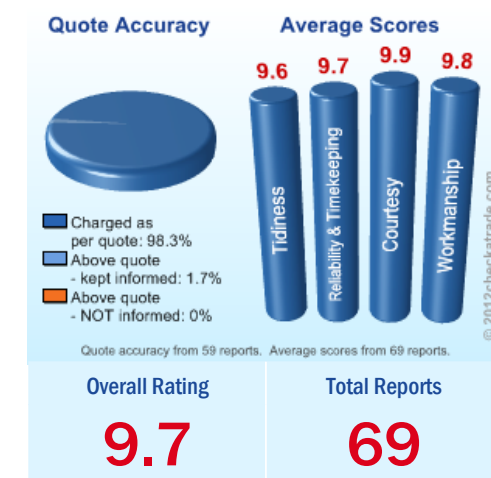 Quote Accuracy
Average Scores
9.6
9.7
9.9
9.8
Tidiness
Reliability & Timekeeping
Courtesy
Workmanship
Charged as
per quote: 98.3%
Above quote
- kept informed: 1.7%
Above quote
- NOT informed: 0%
© 2012checkatrade.com
Quote accuracy from 59 reports. Average scores from 69 reports.
Overall Rating
9.7
Total Reports
69